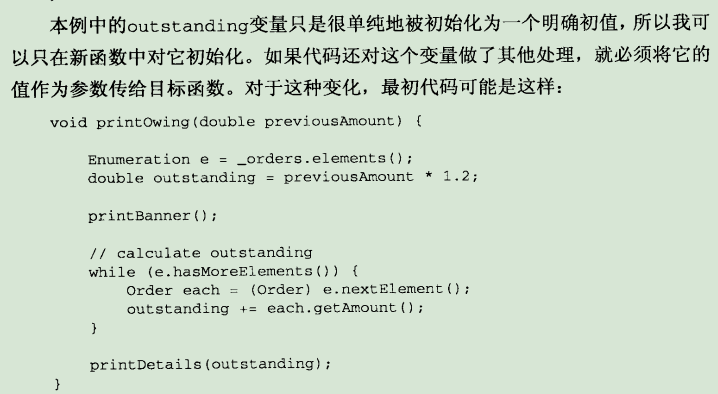 本例中的outstanding变量只是很单纯地被初始化为一个明确初值，所以我可
以只在新函数中对它初始化。如果代码还对这个变量做了其他处理，就必须将它的
值作为参数传给目标函数。对于这种变化，最初代码可能是这样：
void printOwing(double previousAmount) {
Enumeration e = _orders.elements();
double outstanding = previousAmount * 1.2;
printBanner();
// calculate outstanding
while (e.hasMoreElements()) {
Order each = (Order) e.nextElement();
outstanding += each.getAmount();
}
printDetails(outstanding);
}